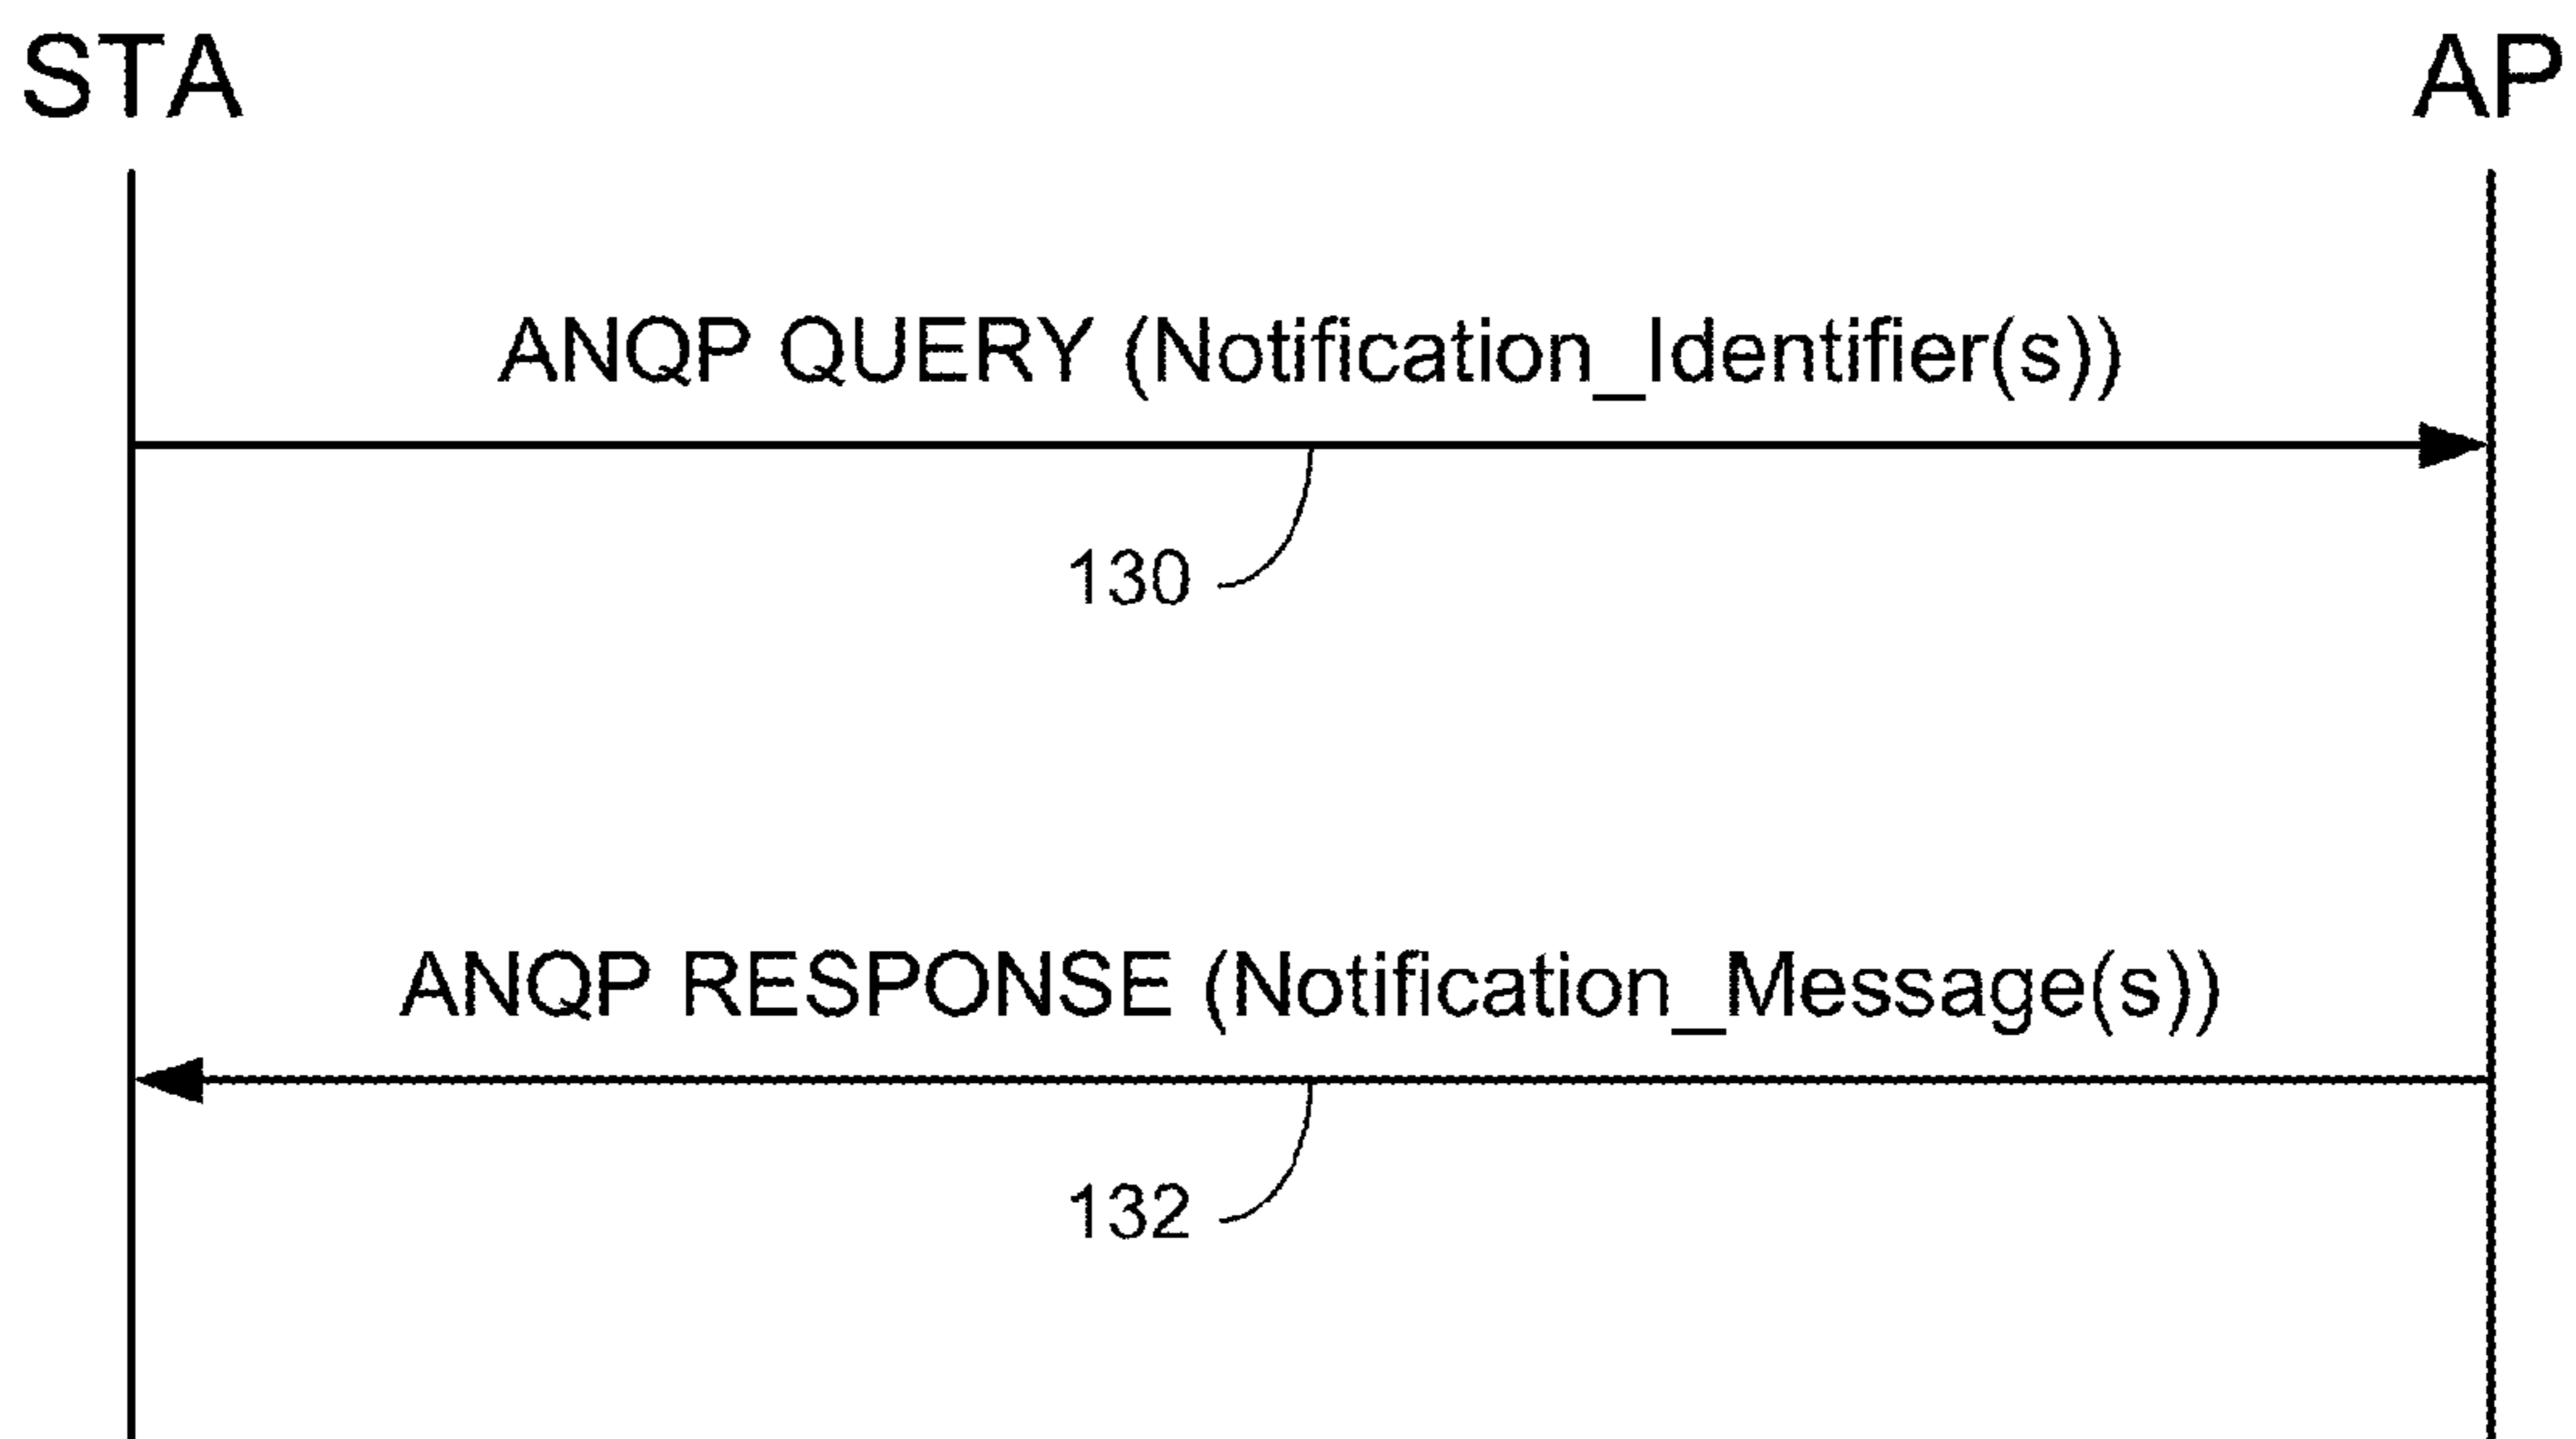 STA AP
ANQP QUERY (Notification_Identifier(s))
130
ANQP RESPONSE (Notification_Message(s))
132